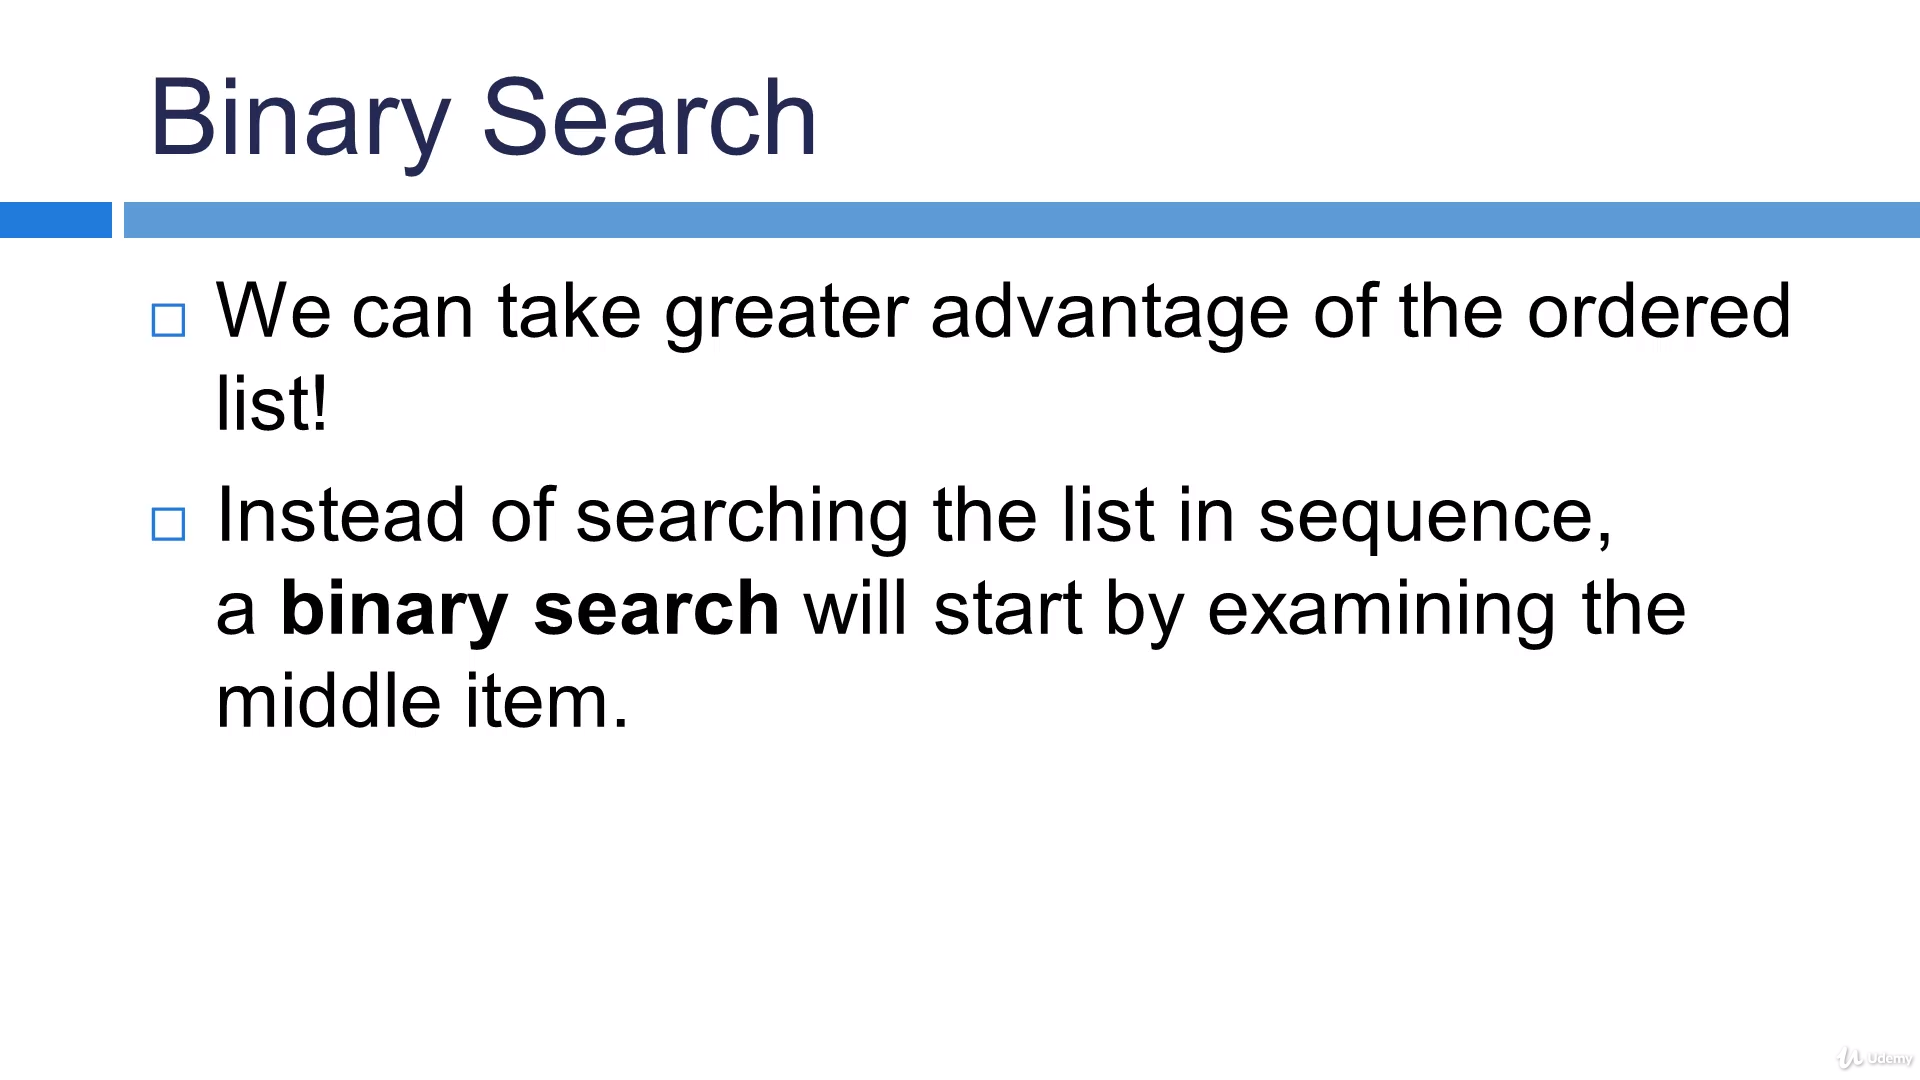 Binary Search
We can take greater advantage of the ordered
list!
Instead of searching the list in sequence,
a binary search will start by examining the
middle item.
Udemy